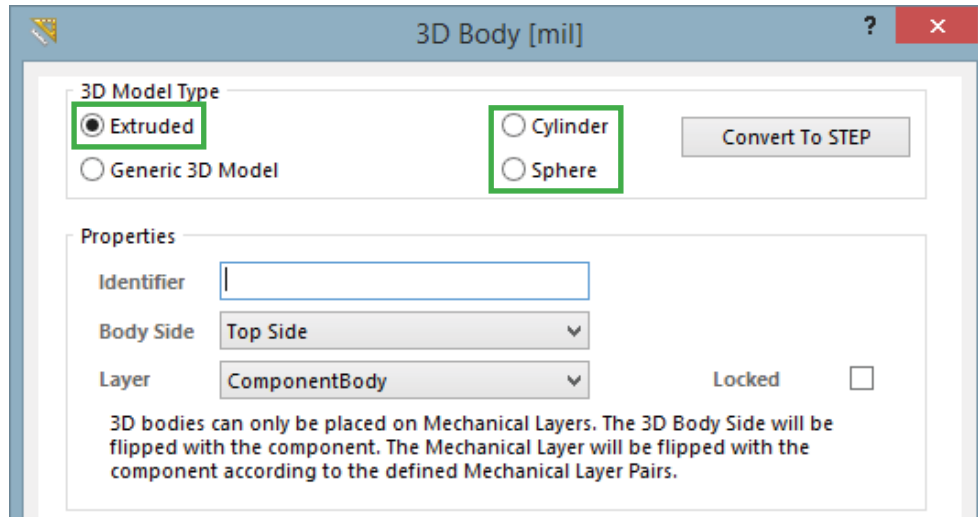 3D Body [mil]
?
×
3D Model Type
Extruded
Cylinder
Convert To STEP
Generic 3D Model
Sphere
Properties
Identifier
Body Side
Top Side
Layer
ComponentBody
Locked
3D bodies can only be placed on Mechanical Layers. The 3D Body Side will be
flipped with the component. The Mechanical Layer will be flipped with the
component according to the defined Mechanical Layer Pairs.